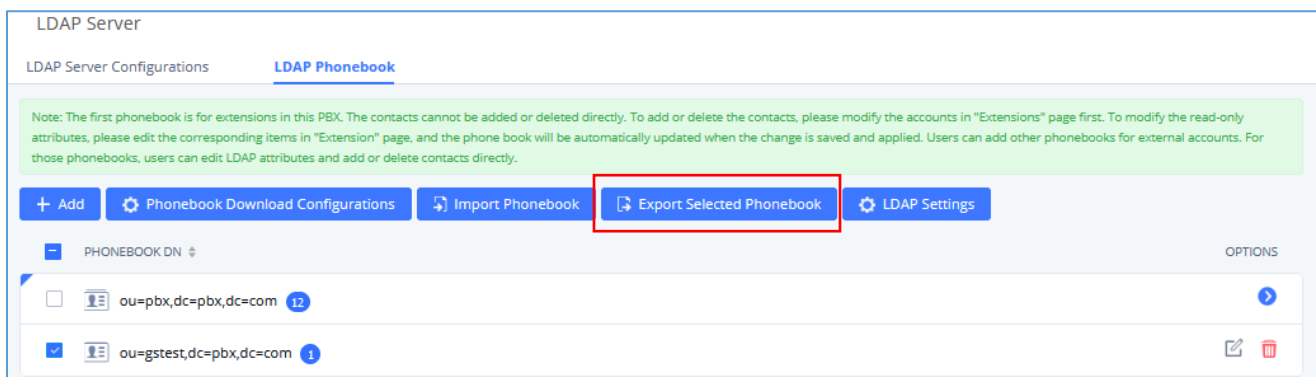 LDAP Server
LDAP Server Configurations LDAP Phonebook
Note: The first phonebook is for extensions in this PBX. The contacts cannot be added or deleted directly. To add or delete the contacts, please modify the accounts in "Extensions" page first. To modify the read-only
attributes, please edit the corresponding items in "Extension" page, and the phone book will be automatically updated when the change is saved and applied. Users can add other phonebooks for external accounts. For
those phonebooks, users can edit LDAP attributes and add or delete contacts directly.
+ Add Phonebook Download Configurations Import Phonebook Export Selected Phonebook LDAP Settings
PHONEBOOK DN OPTIONS
ou=pbx,dc=pbx,dc=com 12
ou=gstest,dc=pbx,dc=com 1